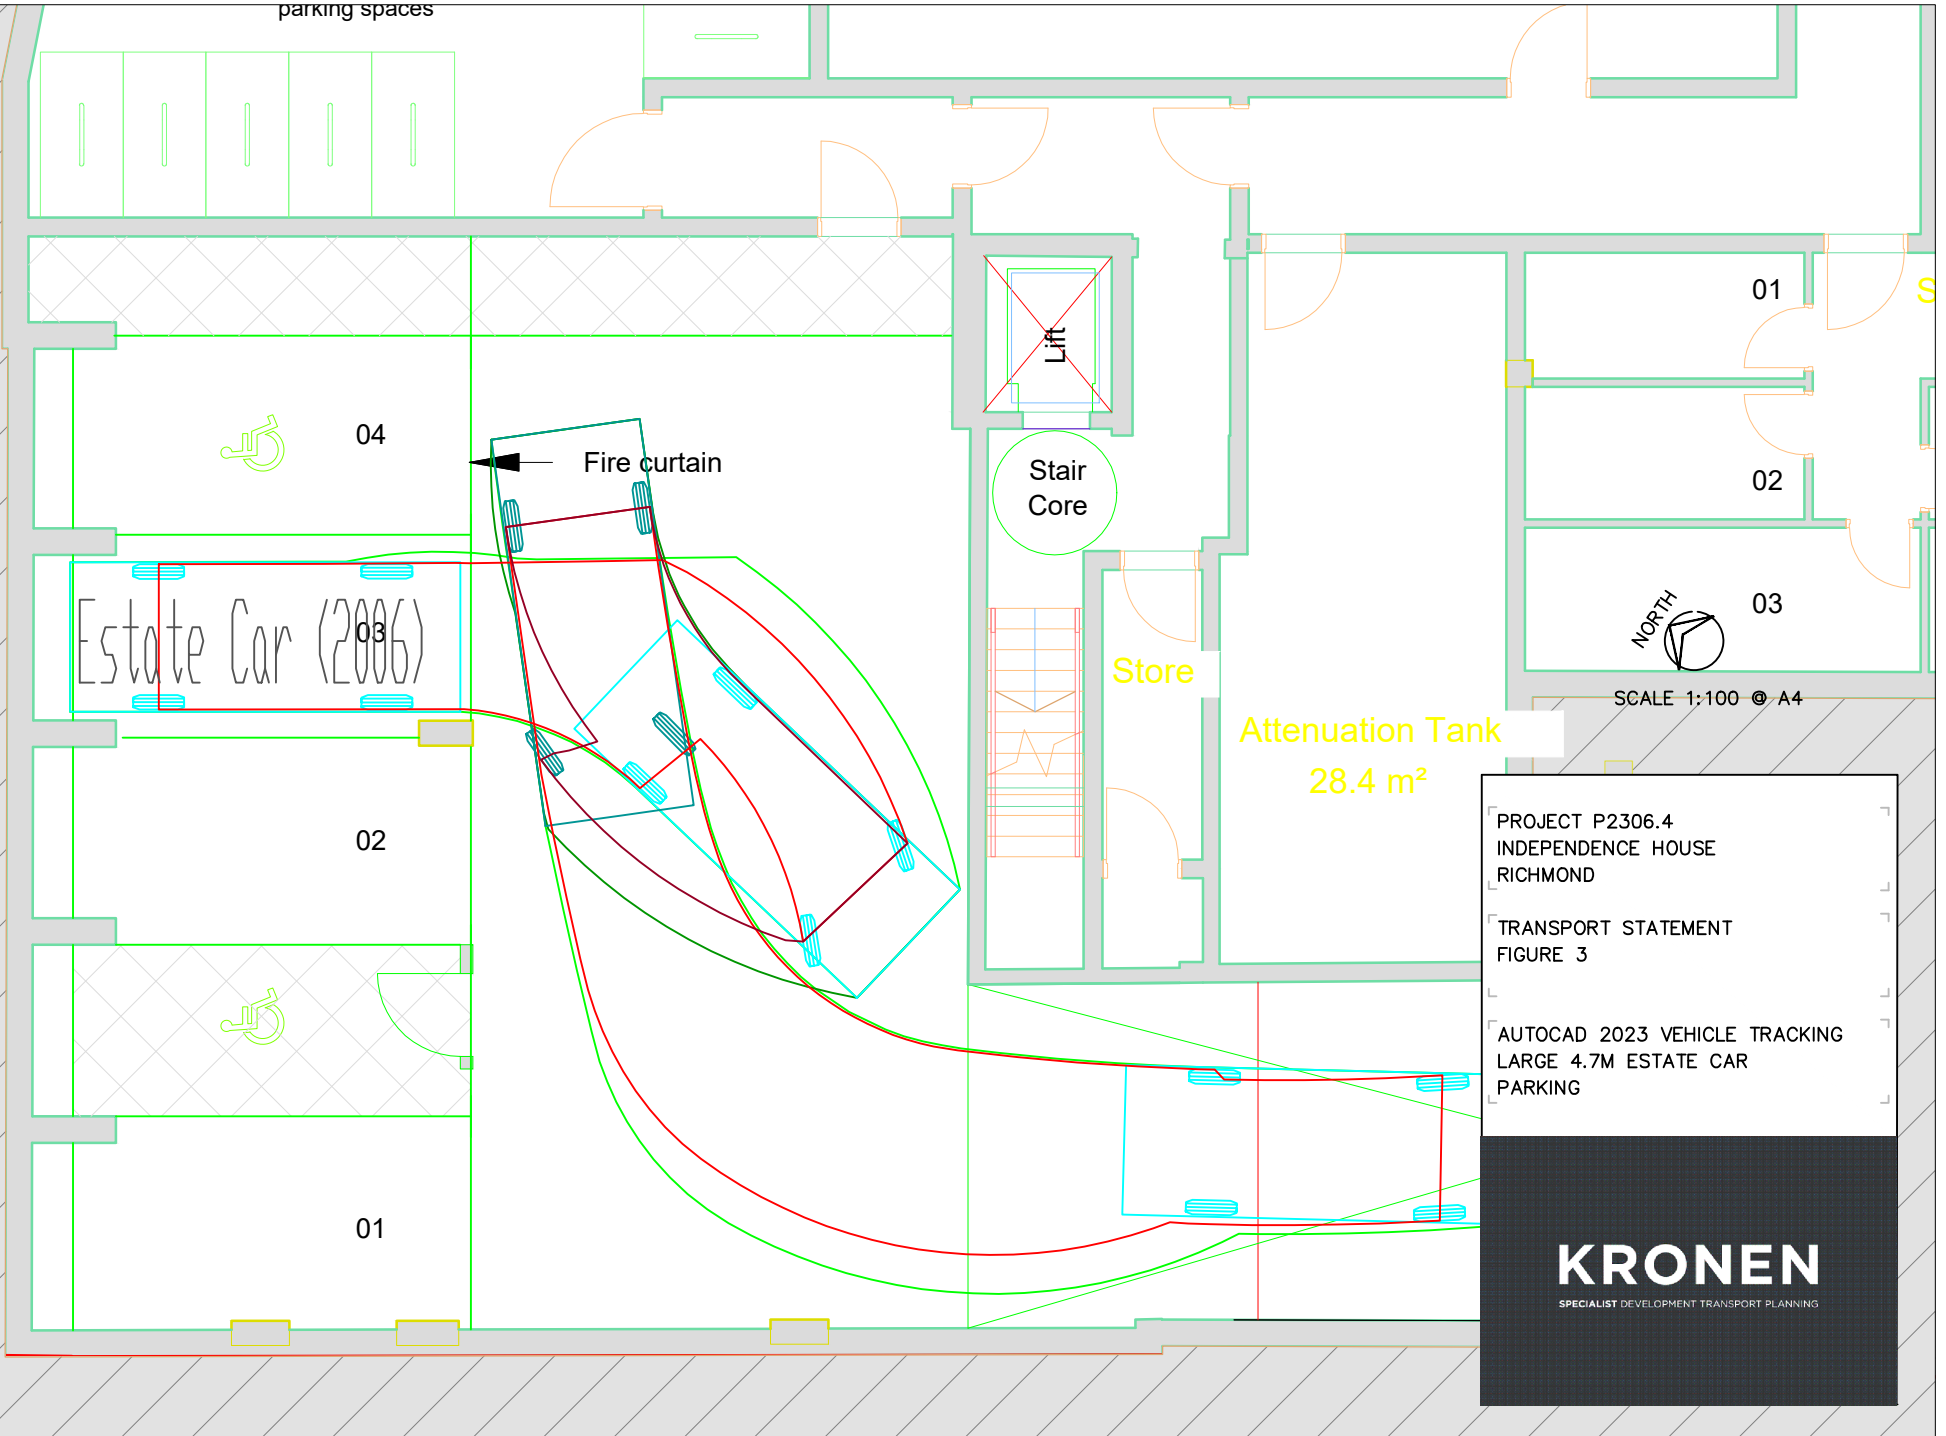 parking spaces
04
Fire curtain
Estate Car (2006)
03
02
01
Lift
Stair
Core
Store
Attenuation Tank
28.4 m²
01
S
02
03
NORTH
SCALE 1:100 @ A4
PROJECT P2306.4
INDEPENDENCE HOUSE
RICHMOND
TRANSPORT STATEMENT
FIGURE 3
AUTOCAD 2023 VEHICLE TRACKING
LARGE 4.7M ESTATE CAR
PARKING
KRONEN
SPECIALIST DEVELOPMENT TRANSPORT PLANNING